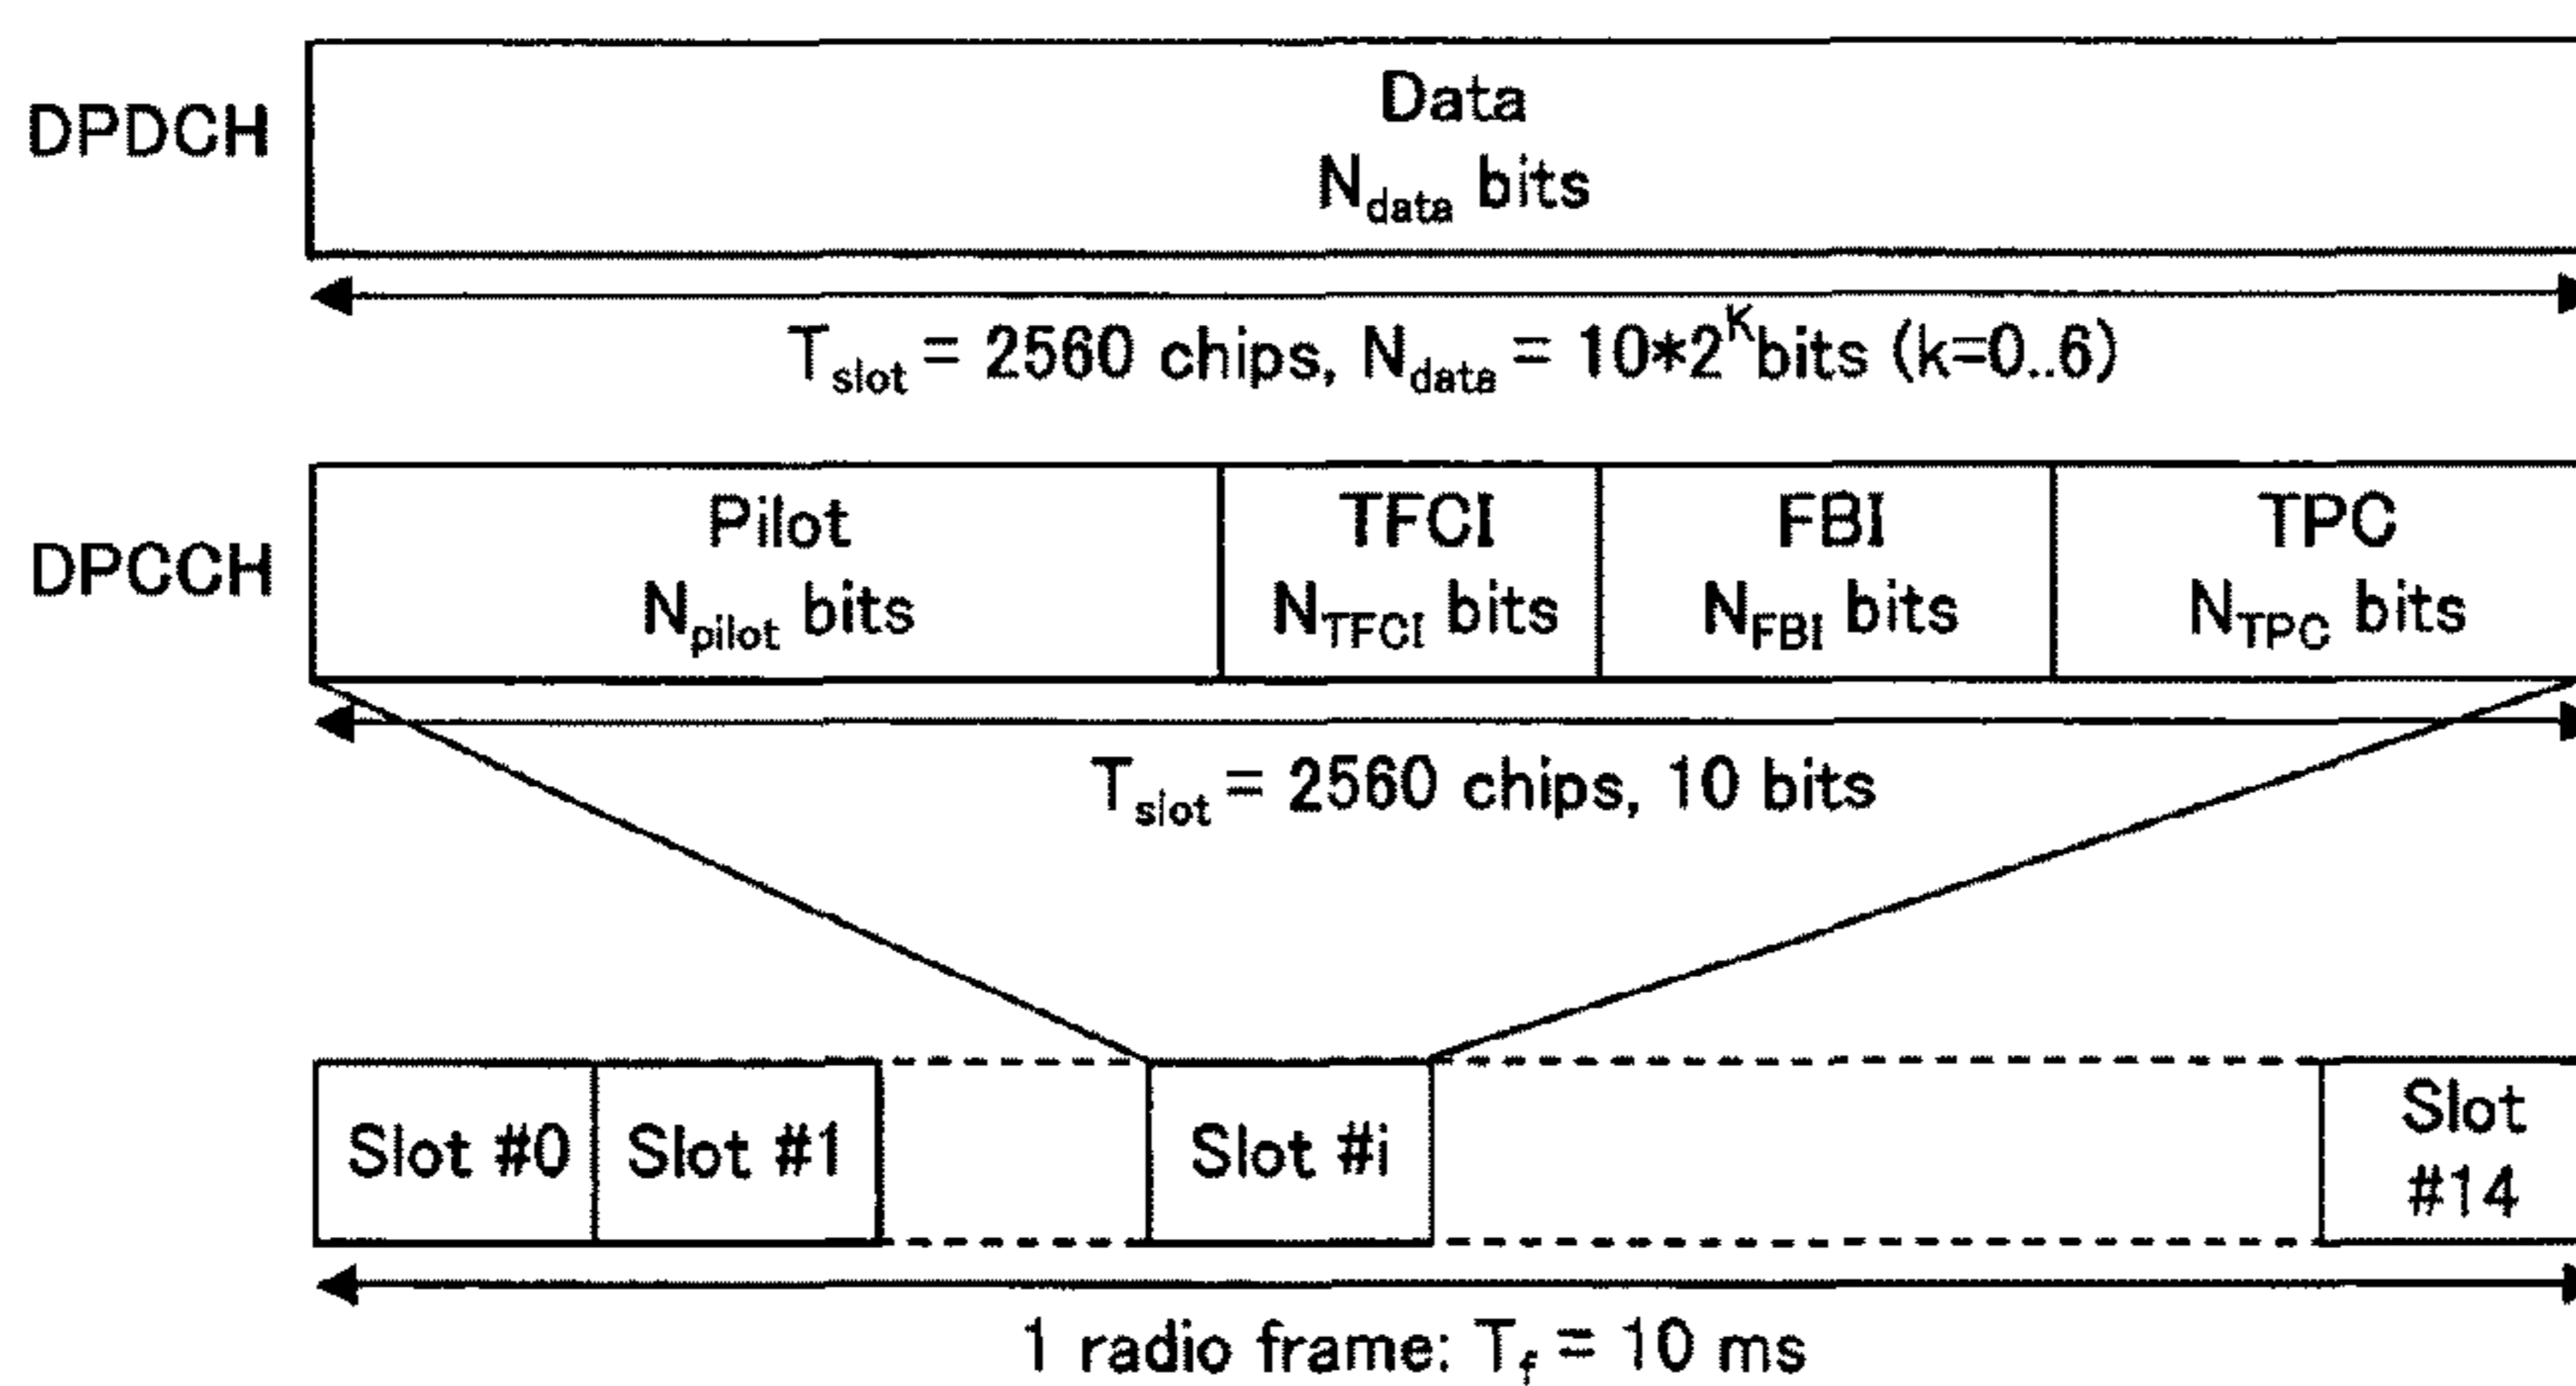 DPDCH
Data
N_data bits
T_slot = 2560 chips, N_data = 10*2^K bits (k=0..6)
DPCCH
Pilot
N_pilot bits
TFCI
N_TFCI bits
FBI
N_FBI bits
TPC
N_TPC bits
T_slot = 2560 chips, 10 bits
Slot #0
Slot #1
Slot #i
Slot
#14
1 radio frame: T_f = 10 ms